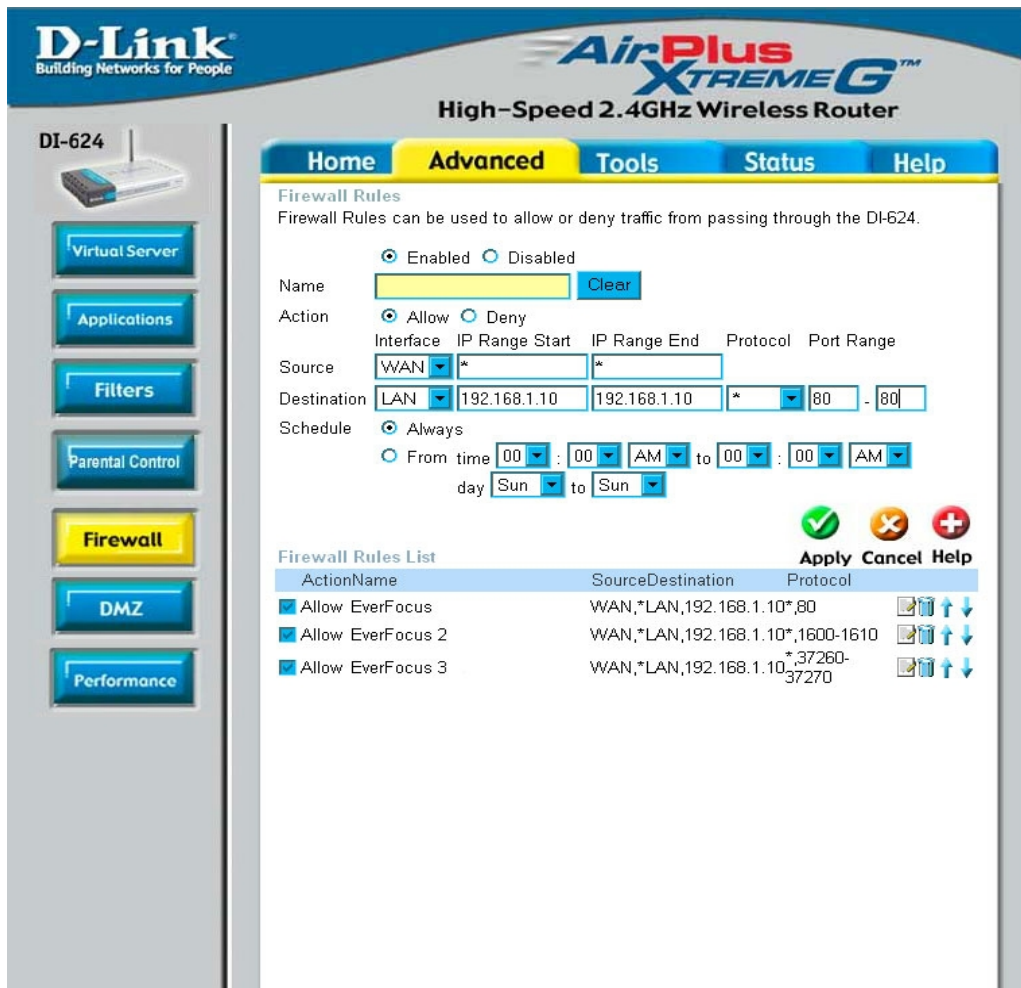 D-Link
Building Networks for People
AirPlus
XTREME G™
High-Speed 2.4GHz Wireless Router
DI-624
Home Advanced Tools Status Help
Virtual Server
Applications
Filters
Parental Control
Firewall
DMZ
Performance
Firewall Rules
Firewall Rules can be used to allow or deny traffic from passing through the DI-624.
Enabled Disabled
Name Clear
Action Allow Deny
Interface IP Range Start IP Range End Protocol Port Range
Source WAN * *
Destination LAN 192.168.1.10 192.168.1.10 * 80 - 80
Schedule Always
From time 00 : 00 AM to 00 : 00 AM
day Sun to Sun
Apply Cancel Help
Firewall Rules List
ActionName SourceDestination Protocol
Allow EverFocus WAN,*LAN,192.168.1.10*,80
Allow EverFocus 2 WAN,*LAN,192.168.1.10*,1600-1610
Allow EverFocus 3 WAN,*LAN,192.168.1.10*,37260-
37270